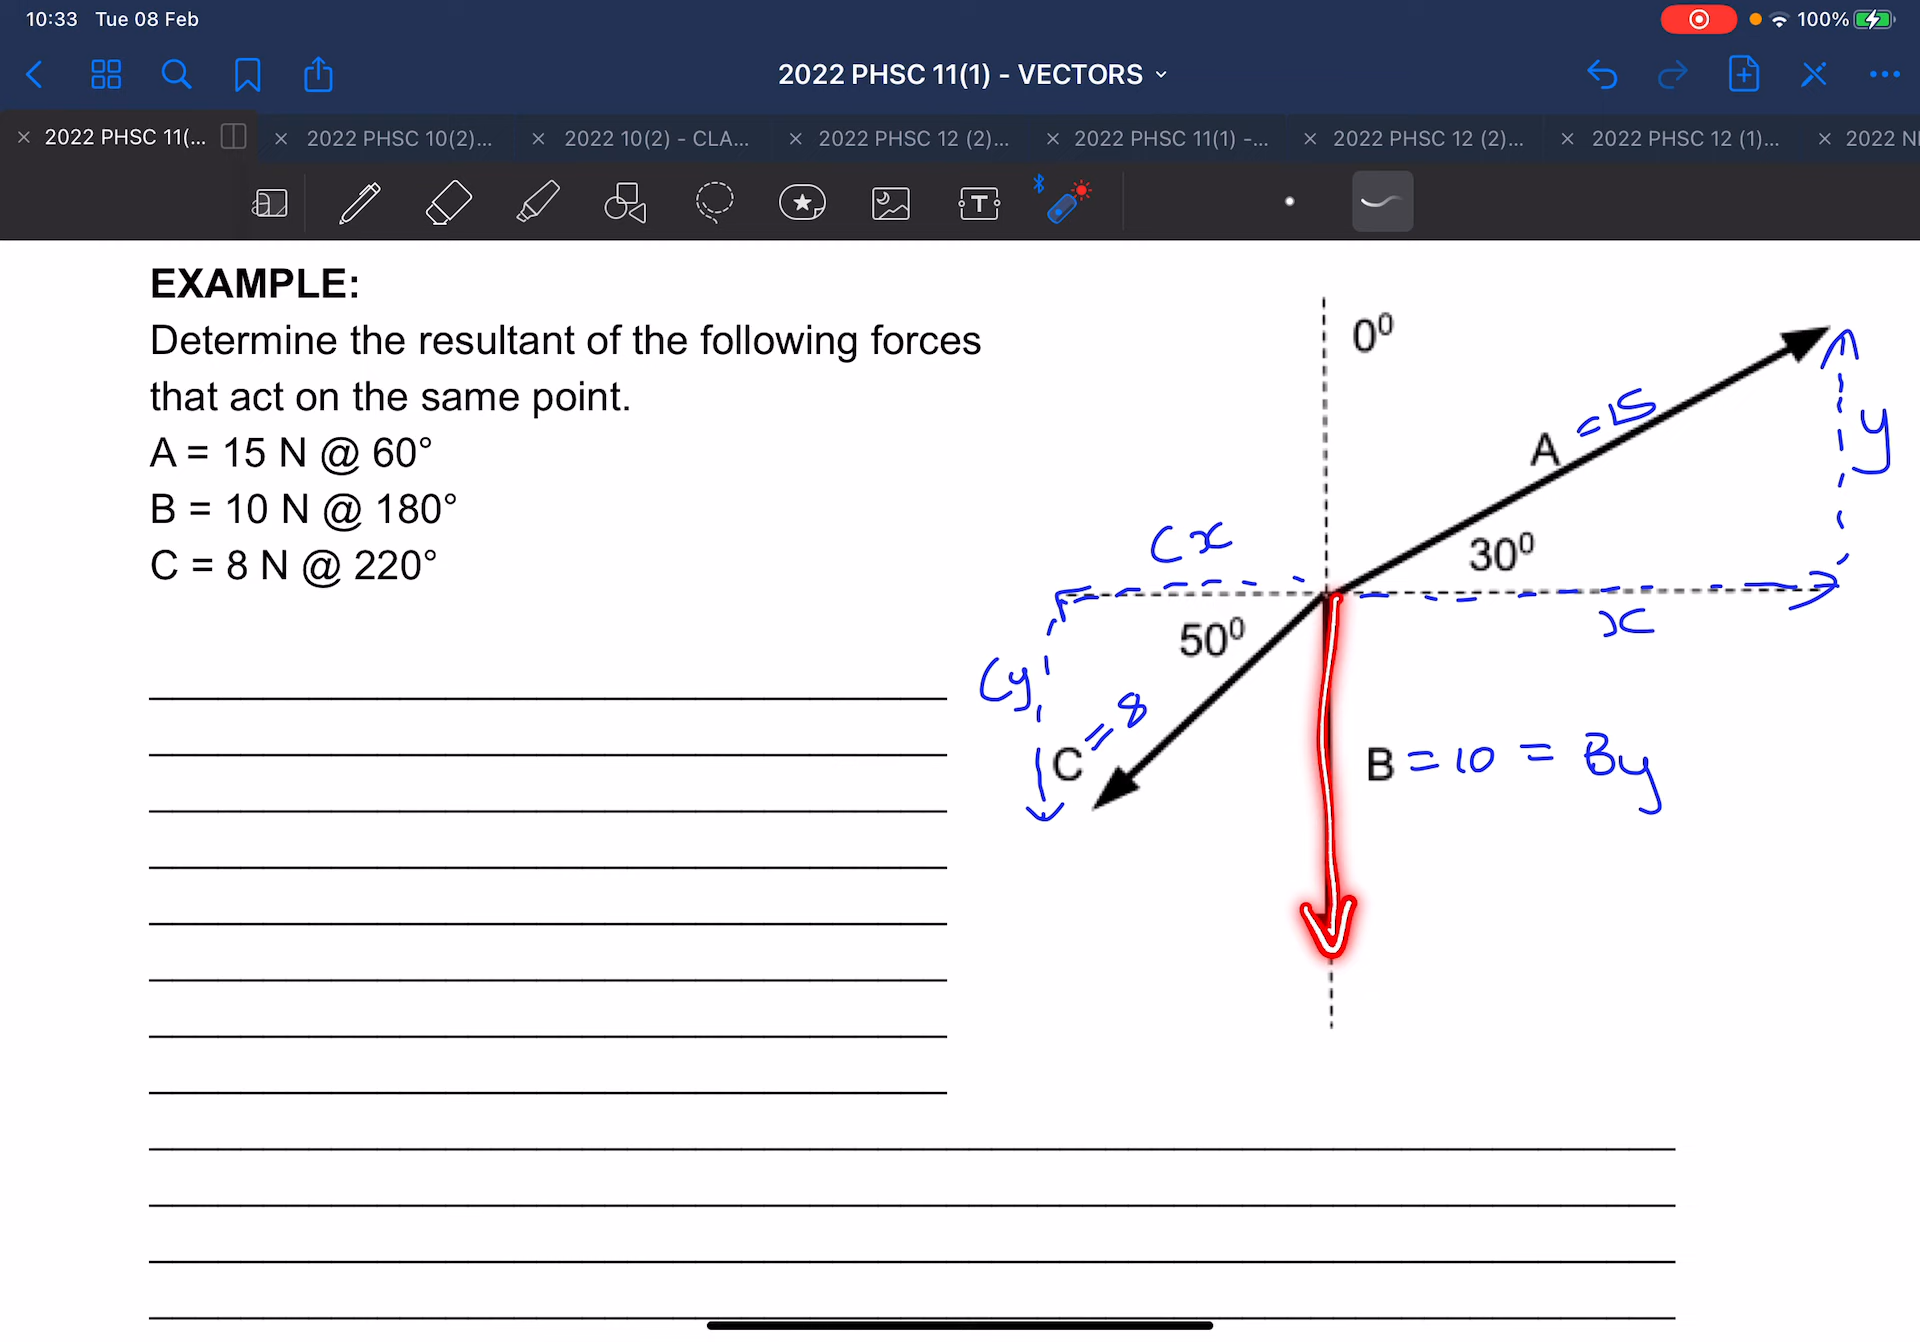 10:33 Tue 08 Feb
100%
2022 PHSC 11(1) - VECTORS
2022 PHSC 11(...
2022 PHSC 10(2)...
2022 10(2) - CLA...
2022 PHSC 12 (2)...
2022 PHSC 11(1) -...
2022 PHSC 12 (2)...
2022 PHSC 12 (1)...
2022 N
EXAMPLE:
Determine the resultant of the following forces
that act on the same point.
A = 15 N @ 60°
B = 10 N @ 180°
C = 8 N @ 220°
0⁰
A = 15
y
Cx
30⁰
x
50⁰
Cy
C = 8
B = 10 = By